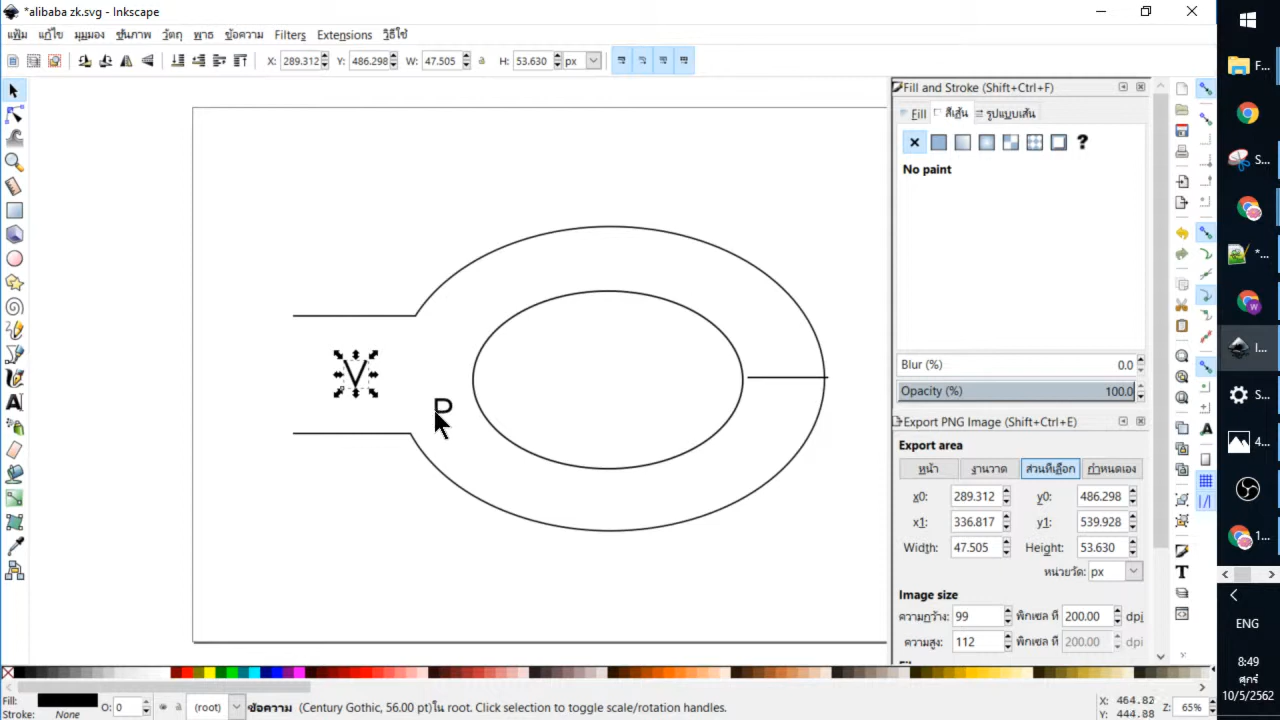 *alibaba zk.svg - Inkscape
แฟ้ม แก้ไข มุมมอง ชั้นภาพ วัตถุ พาธ ข้อความ Filters Extensions วิธีใช้
X: 289.312 Y: 486.298 W: 47.505 H: 53.630 px
Fill and Stroke (Shift+Ctrl+F)
Fill สีเส้น รูปแบบเส้น
?
No paint
V
P
Blur (%) 0.0
Opacity (%) 100.0
Export PNG Image (Shift+Ctrl+E)
Export area
หน้า งานวาด ส่วนที่เลือก กำหนดเอง
x0: 289.312 y0: 486.298
x1: 336.817 y1: 539.928
Width: 47.505 Height: 53.630
หน่วยวัด: px
Image size
ความกว้าง: 99 พิกเซล ที่ 200.00 dpi
ความสูง: 112 พิกเซล ที่ 200.00 dpi
Fill:
Stroke: None
O: 0
(root)
ข้อความ (Century Gothic, 56.00 pt)ใน root. Click selection to toggle scale/rotation handles.
X: 464.82
Y: 444.88
Z: 65%
F...
S...
*...
I...
S...
4...
1...
ENG
8:49
ศุกร์
10/5/2562